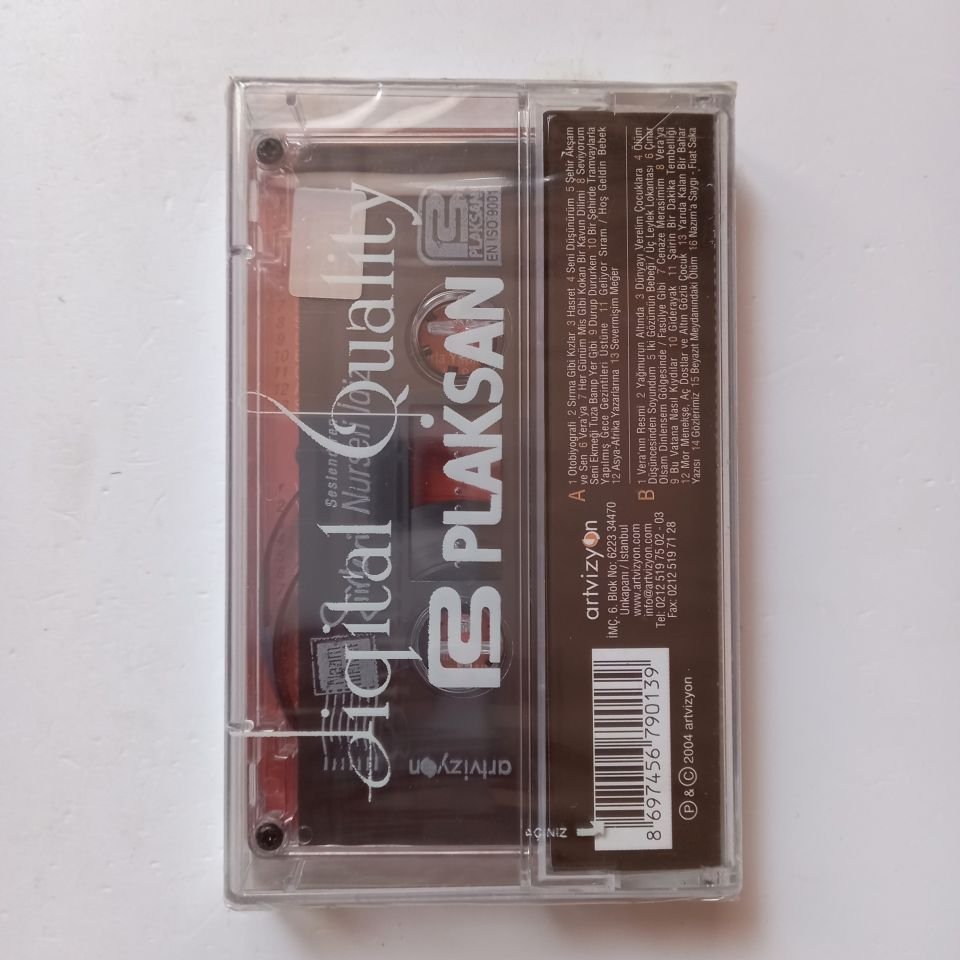 Digital Quality
PLAKSAN
EN ISO 9001
PLAKSAN
Seslendiren
artvizyon
AÇINIZ
A
1 Otobiyografi 2 Sırma Gibi Kızlar 3 Hasret 4 Seni Düşünürüm 5 Şehir Akşam
ve Sen 6 Vera'ya 7 Her Günüm Mis Gibi Kokan Bir Kavun Dilimi 8 Seviyorum
Seni Ekmeği Tuza Banıp Yer Gibi 9 Durup Dururken 10 Bir Şehirde Tramvaylarla
Yapılmış Gece Gezintileri Üstüne 11 Geliyor Sıram / Hoş Geldin Bebek
12 Asya-Afrika Yazarlarına 13 Severmişim Meğer
B
1 Vera'nın Resmi 2 Yağmurun Altında 3 Dünyayı Verelim Çocuklara 4 Ölüm
Düşüncesinden Soyundum 5 İki Gözümün Bebeği / Üç Leylek Lokantası 6 Çınar
Olsam Dinlensem Gölgesinde / Fasülye Gibi 7 Cenaze Merasimim 8 Vera'ya
9 Bu Vatana Nasıl Kıydılar 10 Giderayak 11 Şairin Bir Dakika Tembelliği
12 Mor Menekşe, Aç Dostlar ve Altın Gözlü Çocuk 13 Yarıda Kalan Bir Bahar
Yazısı 14 Gözlerimiz 15 Beyazıt Meydanındaki Ölüm 16 Nazım'a Saygı - Fuat Saka
artvizyon
İMÇ. 6. Blok No: 6223 34470
Unkapanı / İstanbul
www.artvizyon.com
info@artvizyon.com
Tel: 0212 519 75 02 - 03
Fax: 0212 519 71 28
8 697456 790139
Ⓟ & © 2004 artvizyon